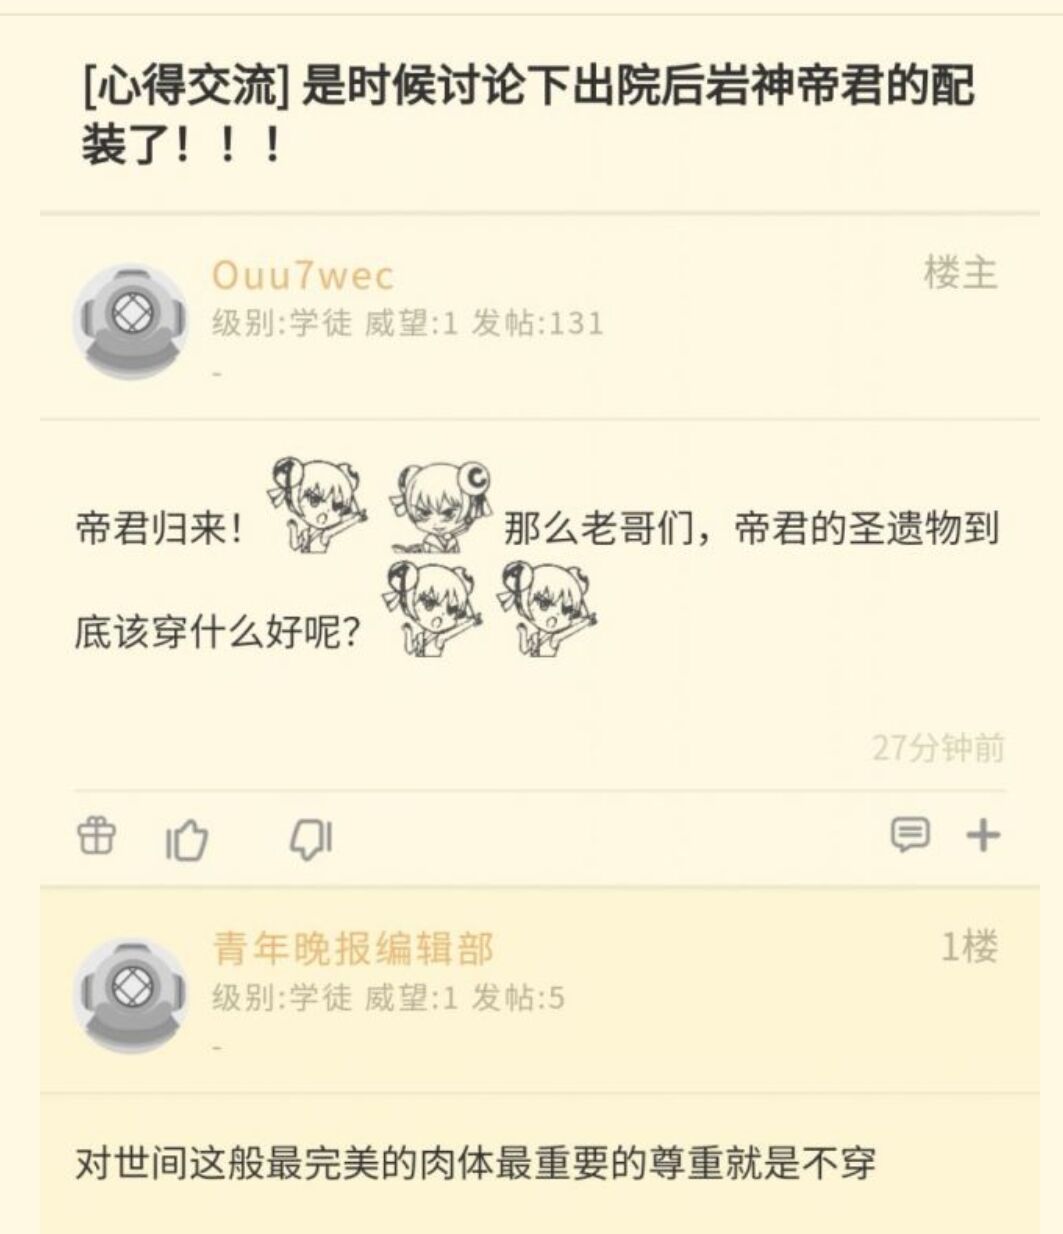 [心得交流] 是时候讨论下出院后岩神帝君的配
装了！！！
Ouu7wec
楼主
级别:学徒 威望:1 发帖:131
-
帝君归来！ 那么老哥们，帝君的圣遗物到
底该穿什么好呢？
27分钟前
青年晚报编辑部
1楼
级别:学徒 威望:1 发帖:5
-
对世间这般最完美的肉体最重要的尊重就是不穿